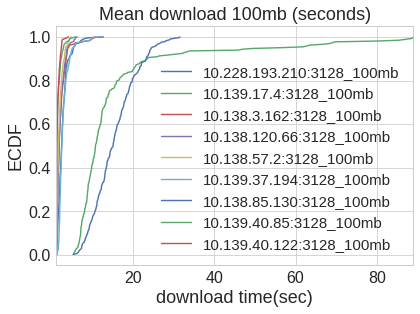 Mean download 100mb (seconds)
1.0
0.8
0.6
0.4
0.2
0.0
ECDF
10.228.193.210:3128_100mb
10.139.17.4:3128_100mb
10.138.3.162:3128_100mb
10.138.120.66:3128_100mb
10.138.57.2:3128_100mb
10.139.37.194:3128_100mb
10.138.85.130:3128_100mb
10.139.40.85:3128_100mb
10.139.40.122:3128_100mb
20 40 60 80
download time(sec)